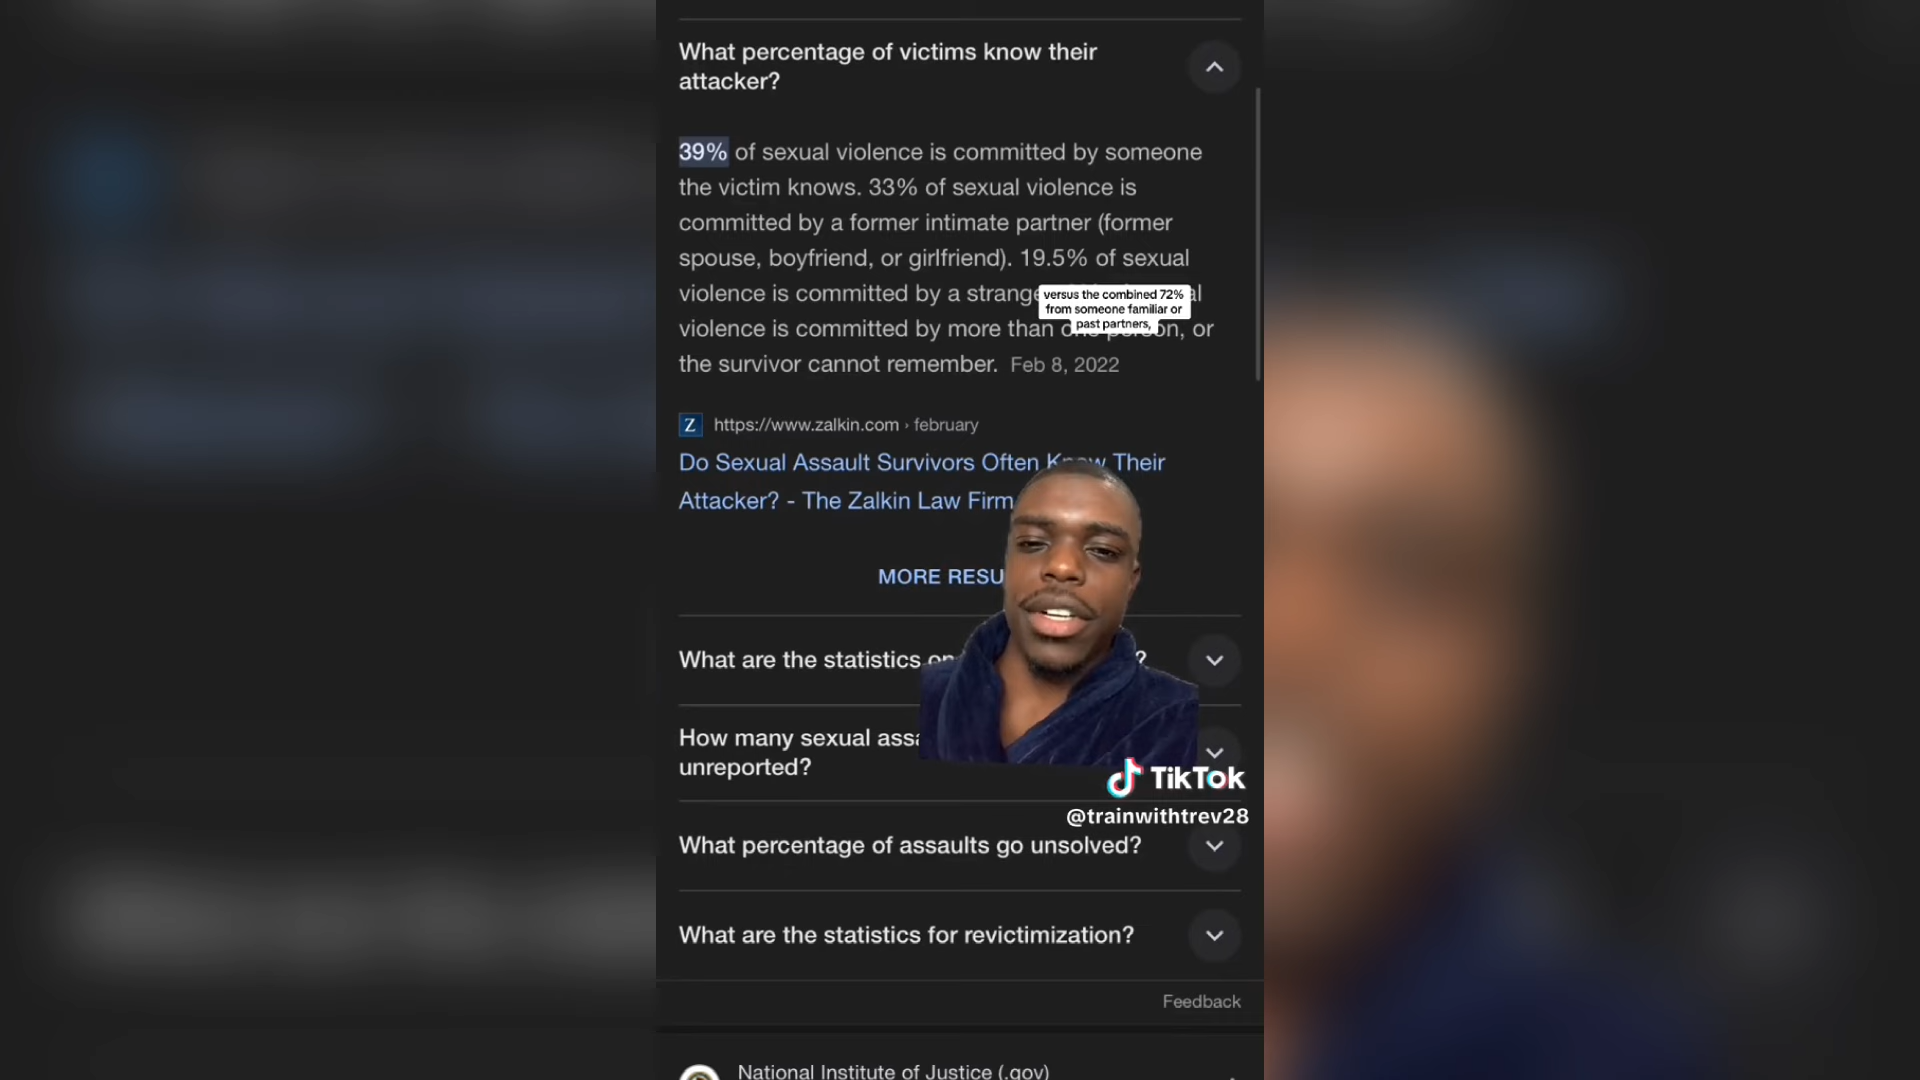 What percentage of victims know their
attacker?
39% of sexual violence is committed by someone
the victim knows. 33% of sexual violence is
committed by a former intimate partner (former
spouse, boyfriend, or girlfriend). 19.5% of sexual
violence is committed by a
versus the combined 72%
from someone familiar or
past partners,
violence is committed by more than or
the survivor cannot remember. Feb 8, 2022
Z https://www.zalkin.com › february
Do Sexual Assault Survivors Often Know Their
Attacker? - The Zalkin Law Firm
MORE
What are the statistics ?
How many sexual
unreported?
TikTok
@trainwithtrev28
What percentage of assaults go unsolved?
What are the statistics for revictimization?
Feedback
National Institute of Justice (.gov)